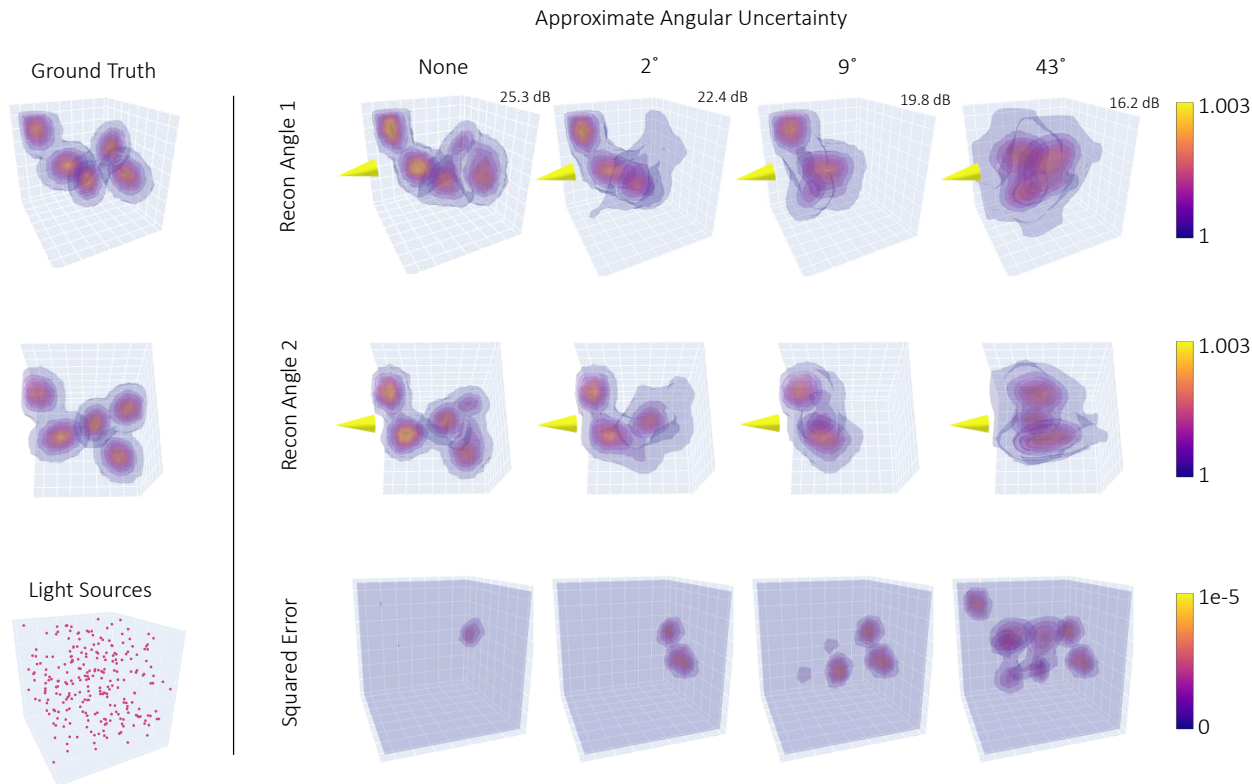 Approximate Angular Uncertainty
Ground Truth
None
2˚
9˚
43˚
Recon Angle 1
25.3 dB
22.4 dB
19.8 dB
16.2 dB
1.003
1
Recon Angle 2
1.003
1
Light Sources
Squared Error
1e-5
0